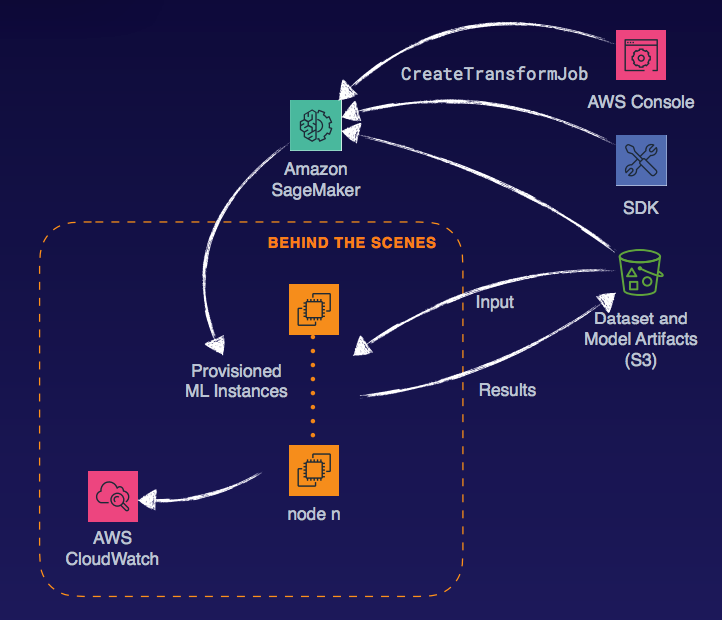 CreateTransformJob
AWS Console
Amazon
SageMaker
SDK
BEHIND THE SCENES
Input
Dataset and
Model Artifacts
(S3)
Provisioned
ML Instances
Results
node n
AWS
CloudWatch